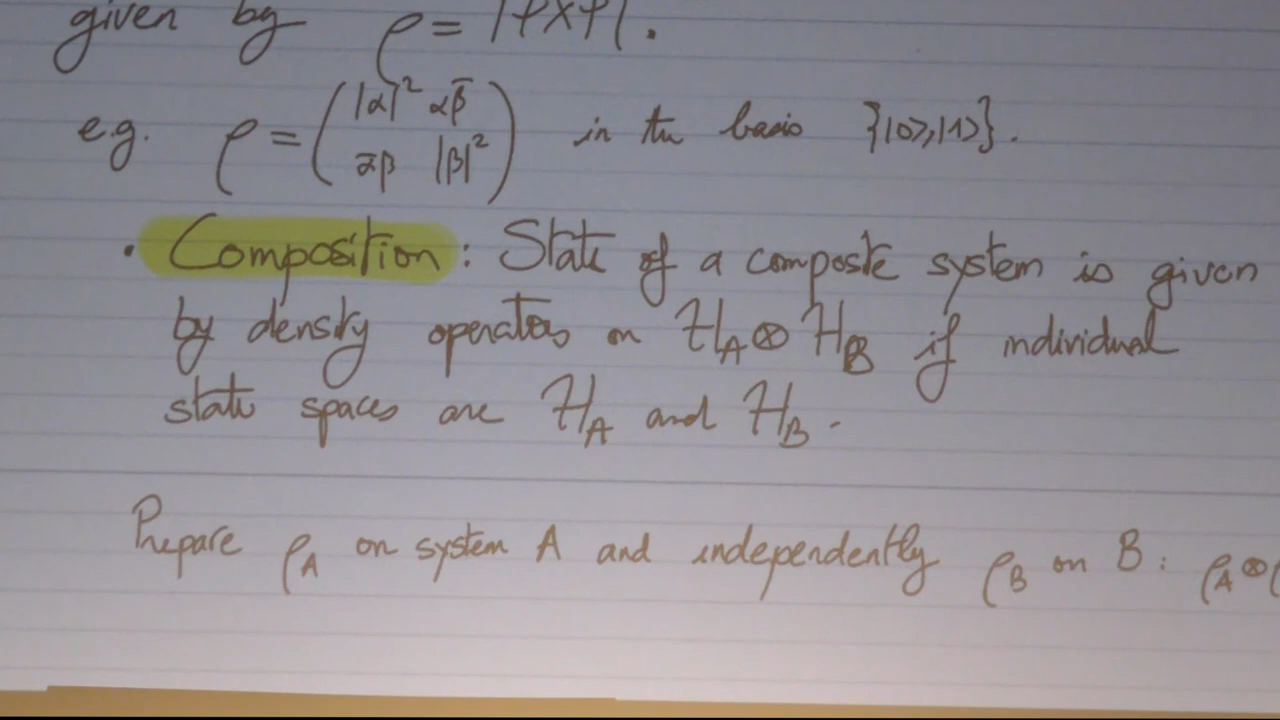 given by ρ = |ψ⟩⟨ψ|.
e.g. ρ = ( |α|² αβ̄ ; ᾱβ |β|² ) in the basis {|0⟩,|1⟩}.
• Composition : State of a composite system is given
by density operators on H_A ⊗ H_B if individual
state spaces are H_A and H_B.
Prepare ρ_A on system A and independently ρ_B on B : ρ_A ⊗